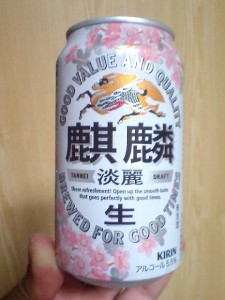 GOOD VALUE AND QUALITY
麒麟
淡麗
TANREI DRAFT
Sheer refreshment! Open up the smooth taste
that goes perfectly with good times.
生
BREWED FOR GOOD
KIRIN
アルコール5.5%